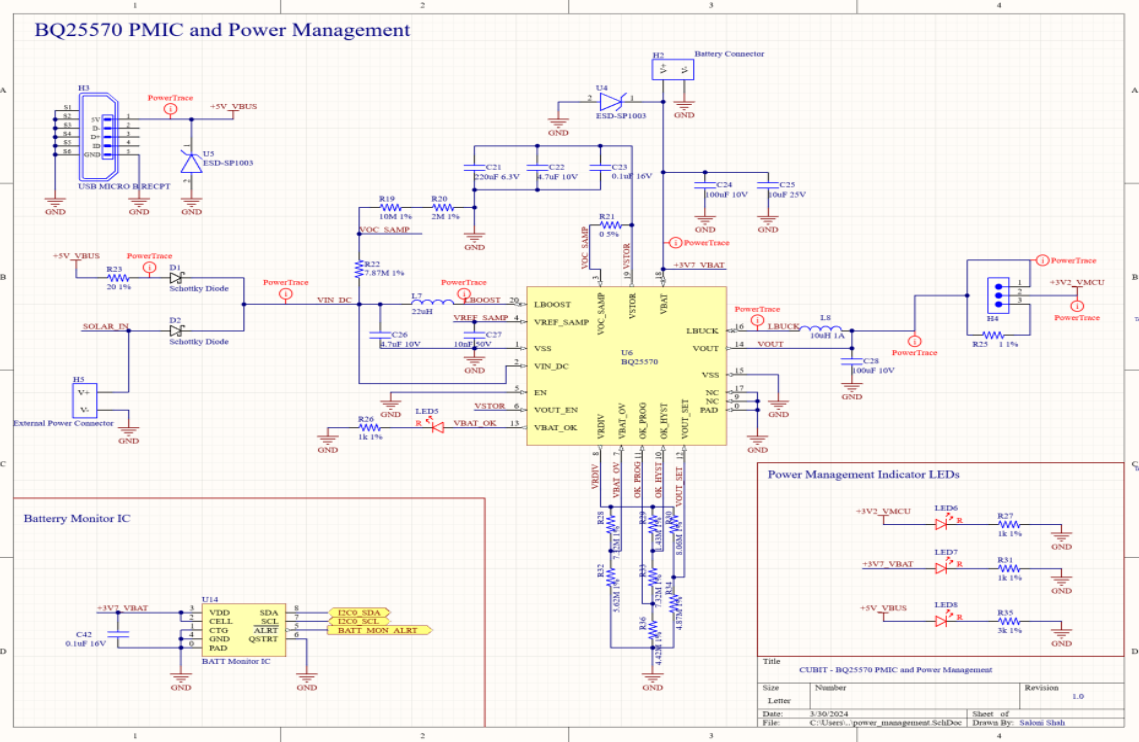 1 2 3 4
BQ25570 PMIC and Power Management
A
H3
S1
S2
S3
S4
S5
S6
5V
D-
D+
ID
GND
1
2
3
4
5
PowerTrace
+5V_VBUS
U5
ESD-SP1003
1
2
USB MICRO B RECPT
GND
GND
GND
H2
Battery Connector
V+
V-
U4
2
1
ESD-SP1003
GND
GND
C21
220uF 6.3V
C22
4.7uF 10V
C23
0.1uF 16V
C24
100uF 10V
C25
10uF 25V
GND
GND
R19
10M 1%
R20
2M 1%
VOC_SAMP
GND
R21
0 5%
VOC_SAMP
VSTOR
PowerTrace
+3V7_VBAT
B
+5V_VBUS
R23
20 1%
PowerTrace
D1
Schottky Diode
SOLAR_IN
D2
Schottky Diode
PowerTrace
VIN_DC
R22
7.87M 1%
L7
22uH
PowerTrace
LBOOST
VREF_SAMP
C26
4.7uF 10V
C27
10nF 50V
GND
H5
V+
V-
External Power Connector
GND
3
19
18
VOC_SAMP
VSTOR
VBAT
20
4
1
2
5
6
13
LBOOST
VREF_SAMP
VSS
VIN_DC
EN
VOUT_EN
VBAT_OK
U6
BQ25570
LBUCK
VOUT
VSS
NC
NC
PAD
16
14
15
17
9
0
VRDIV
VBAT_OV
OK_PROG
OK_HYST
VOUT_SET
8
7
11
10
12
GND
VSTOR
VBAT_OK
LED5
R
R26
1k 1%
GND
PowerTrace
LBUCK
L8
10uH 1A
VOUT
C28
100uF 10V
GND
GND
GND
PowerTrace
H4
1
2
3
R25
1 1%
PowerTrace
+3V2_VMCU
PowerTrace
VRDIV
VBAT_OV
OK_PROG
OK_HYST
VOUT_SET
R28
R29
R30
8.06M 1%
R32
5.62M 1%
R33
7.32M 1%
R34
4.87M 1%
R36
4.42M 1%
GND
C
Power Management Indicator LEDs
+3V2_VMCU
LED6
R
R27
1k 1%
GND
+3V7_VBAT
LED7
R
R31
1k 1%
GND
+5V_VBUS
LED8
R
R35
3k 1%
GND
Batterry Monitor IC
D
+3V7_VBAT
C42
0.1uF 16V
U14
3
2
1
4
0
VDD
CELL
CTG
GND
PAD
SDA
SCL
ALRT
QSTRT
8
7
5
6
I2C0_SDA
I2C0_SCL
BATT_MON_ALRT
BATT Monitor IC
GND
GND
Title
CUBIT - BQ25570 PMIC and Power Management
Size
Letter
Number
Revision
1.0
Date: 3/30/2024 Sheet of
File: C:\Users\..\power_management.SchDoc Drawn By: Saloni Shah
1 2 3 4